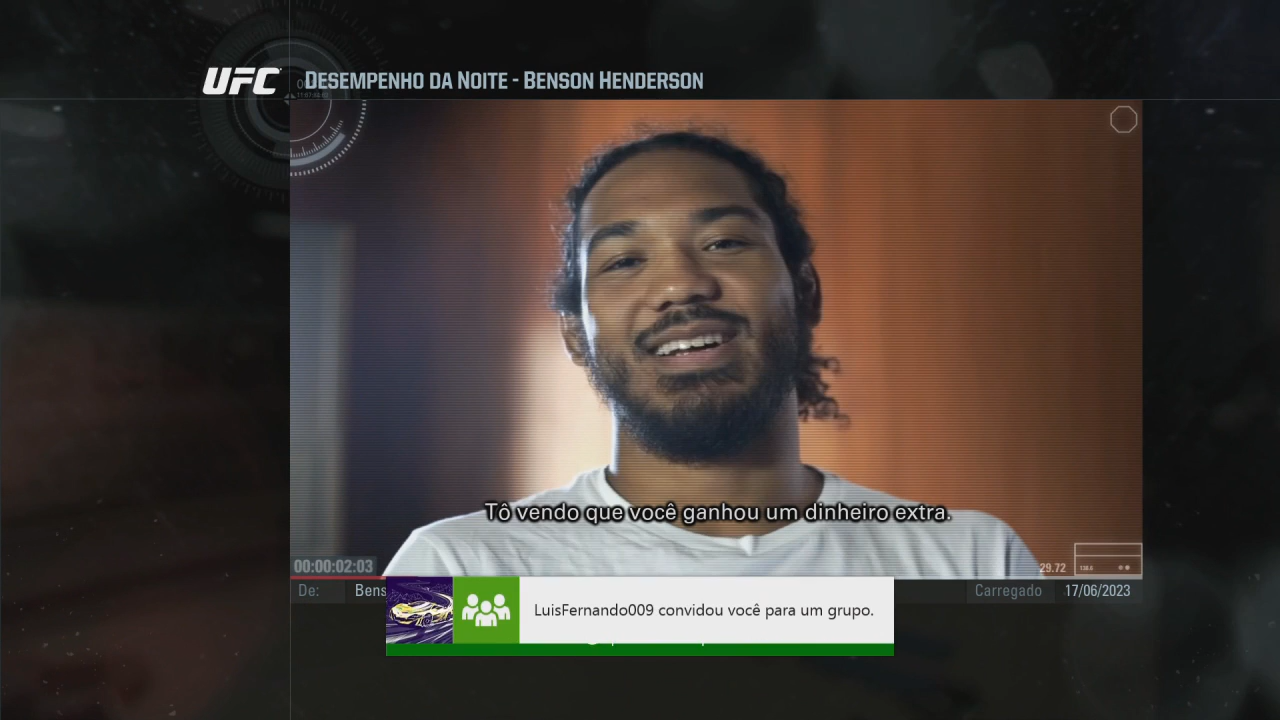 UFC
DESEMPENHO DA NOITE - BENSON HENDERSON
Tô vendo que você ganhou um dinheiro extra.
00:00:02:03
29.72
De:
Bens
Carregado
17/06/2023
LuisFernando009 convidou você para um grupo.